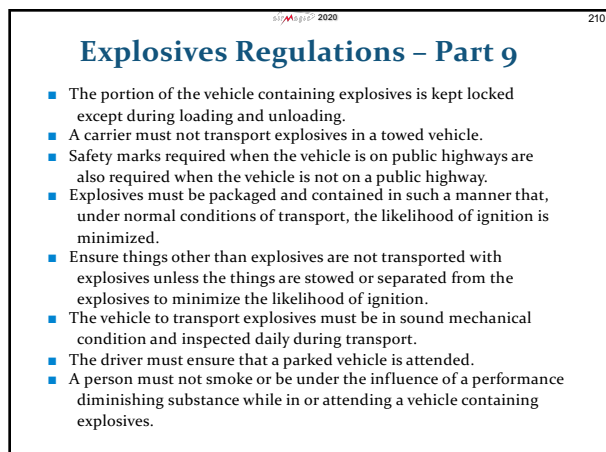 airMagic 2020
210
Explosives Regulations – Part 9
■ The portion of the vehicle containing explosives is kept locked
except during loading and unloading.
■ A carrier must not transport explosives in a towed vehicle.
■ Safety marks required when the vehicle is on public highways are
also required when the vehicle is not on a public highway.
■ Explosives must be packaged and contained in such a manner that,
under normal conditions of transport, the likelihood of ignition is
minimized.
■ Ensure things other than explosives are not transported with
explosives unless the things are stowed or separated from the
explosives to minimize the likelihood of ignition.
■ The vehicle to transport explosives must be in sound mechanical
condition and inspected daily during transport.
■ The driver must ensure that a parked vehicle is attended.
■ A person must not smoke or be under the influence of a performance
diminishing substance while in or attending a vehicle containing
explosives.